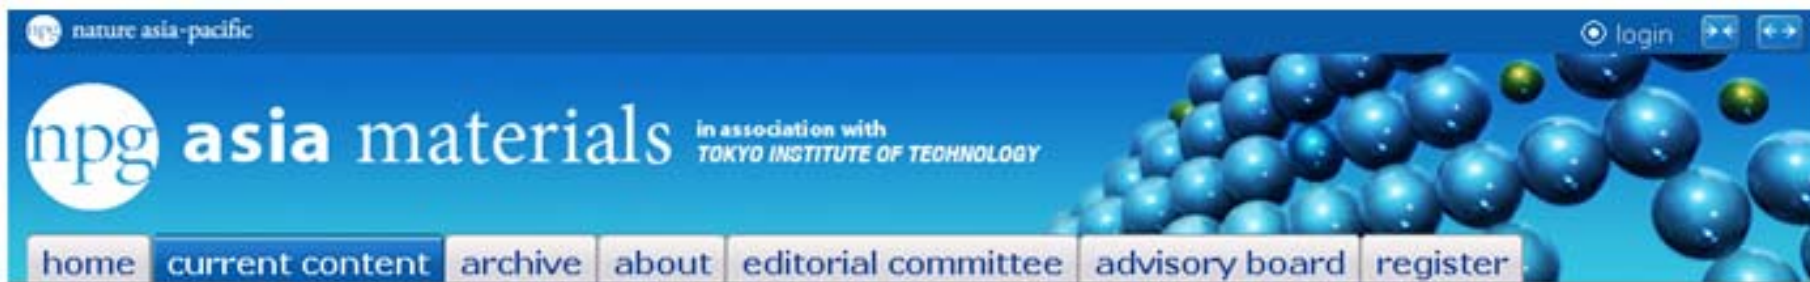 npg nature asia-pacific
login
npg asia materials
in association with
TOKYO INSTITUTE OF TECHNOLOGY
home current content archive about editorial committee advisory board register